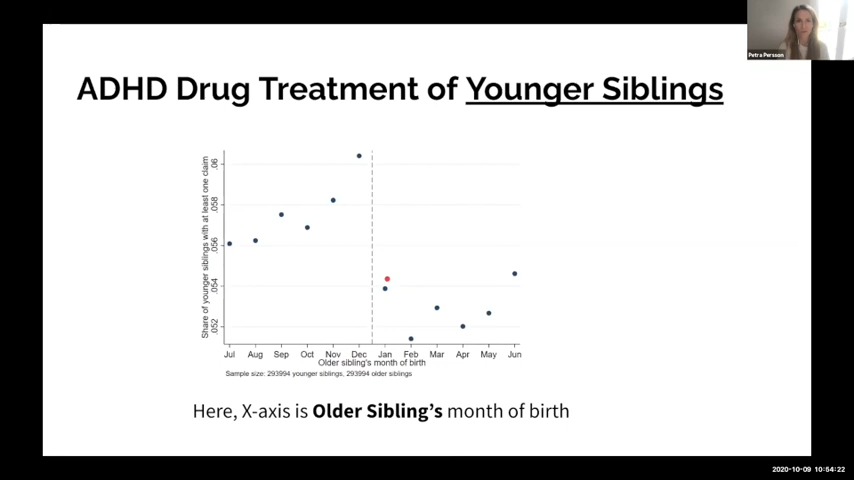 Petra Persson
ADHD Drug Treatment of Younger Siblings
Share of younger siblings with at least one claim
.06
.058
.056
.054
.052
Jul Aug Sep Oct Nov Dec Jan Feb Mar Apr May Jun
Older sibling's month of birth
Sample size: 293994 younger siblings, 293994 older siblings
Here, X-axis is Older Sibling's month of birth
2020-10-09 10:54:22